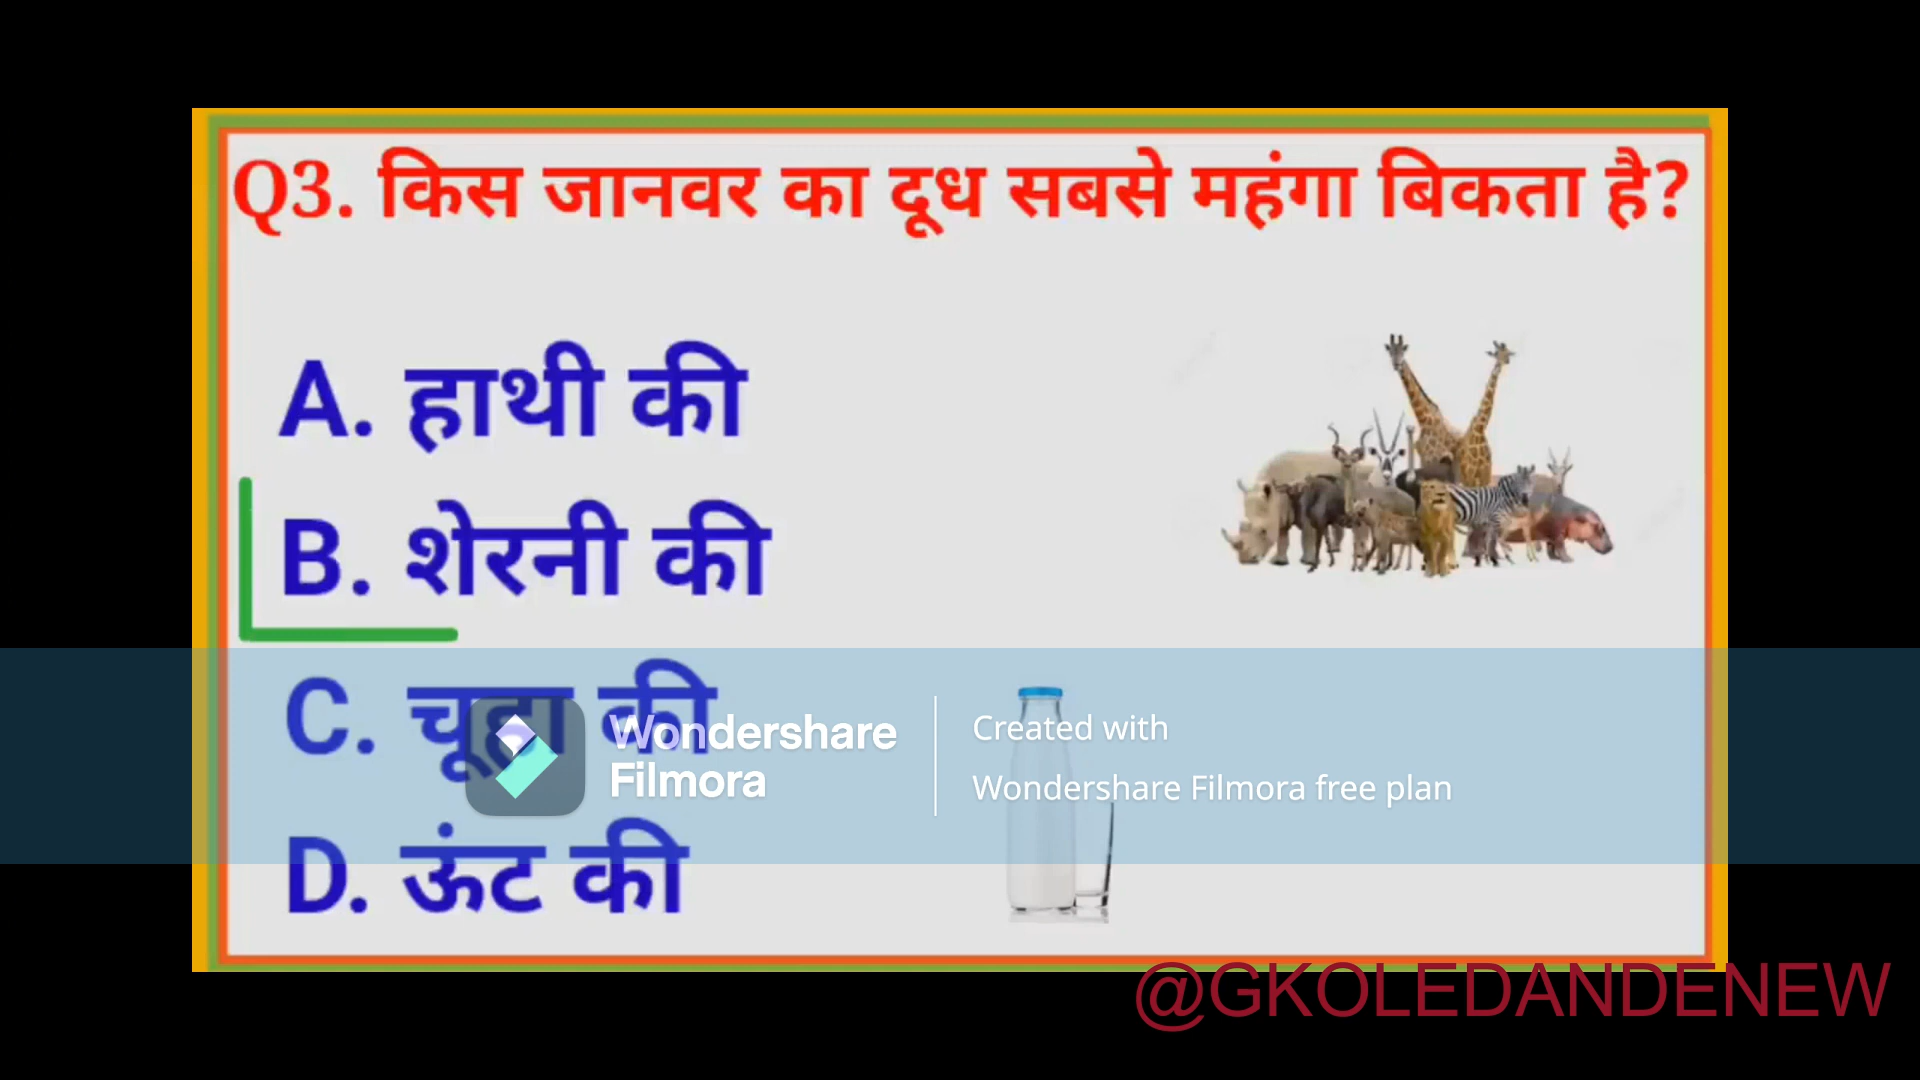 Q3. किस जानवर का दूध सबसे महंगा बिकता है?
A. हाथी की
B. शेरनी की
C. चूहा की
Wondershare
Filmora
Created with
Wondershare Filmora free plan
D. ऊंट की
@GKOLEDANDENEW